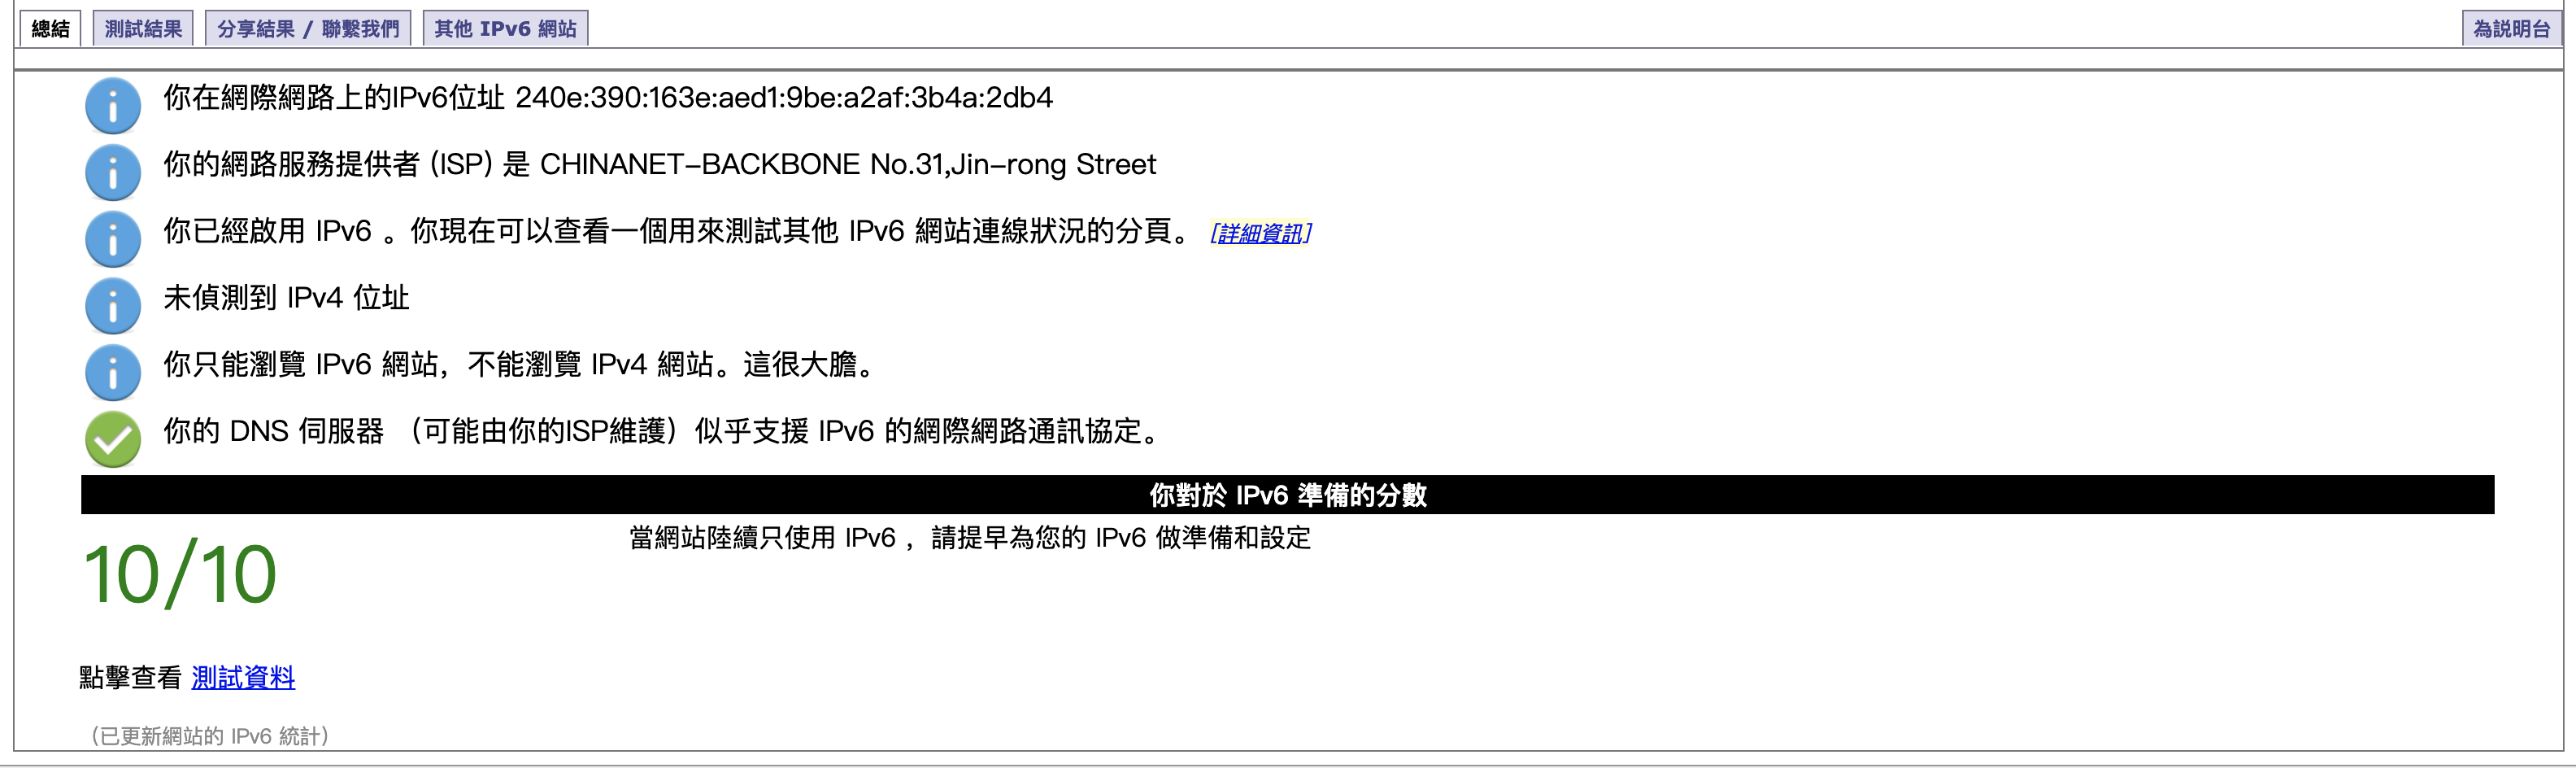 總結 測試結果 分享結果 / 聯繫我們 其他 IPv6 網站 為説明台
你在網際網路上的IPv6位址 240e:390:163e:aed1:9be:a2af:3b4a:2db4
你的網路服務提供者 (ISP) 是 CHINANET-BACKBONE No.31,Jin-rong Street
你已經啟用 IPv6 。你現在可以查看一個用來測試其他 IPv6 網站連線狀況的分頁。 [詳細資訊]
未偵測到 IPv4 位址
你只能瀏覽 IPv6 網站，不能瀏覽 IPv4 網站。這很大膽。
你的 DNS 伺服器 （可能由你的ISP維護）似乎支援 IPv6 的網際網路通訊協定。
你對於 IPv6 準備的分數
10/10 當網站陸續只使用 IPv6 ，請提早為您的 IPv6 做準備和設定
點擊查看 測試資料
（已更新網站的 IPv6 統計）